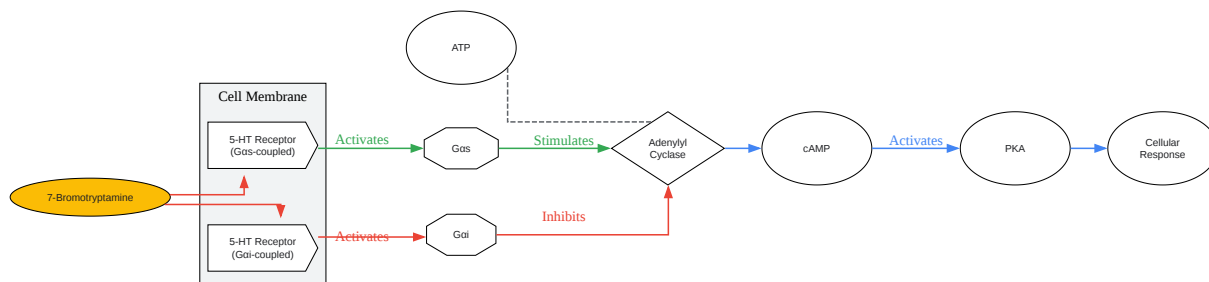 ATP
Cell Membrane
5-HT Receptor
(Gαs-coupled)
Activates
Gαs
Stimulates
Adenylyl
Cyclase
cAMP
Activates
PKA
Cellular
Response
7-Bromotryptamine
5-HT Receptor
(Gαi-coupled)
Activates
Gαi
Inhibits